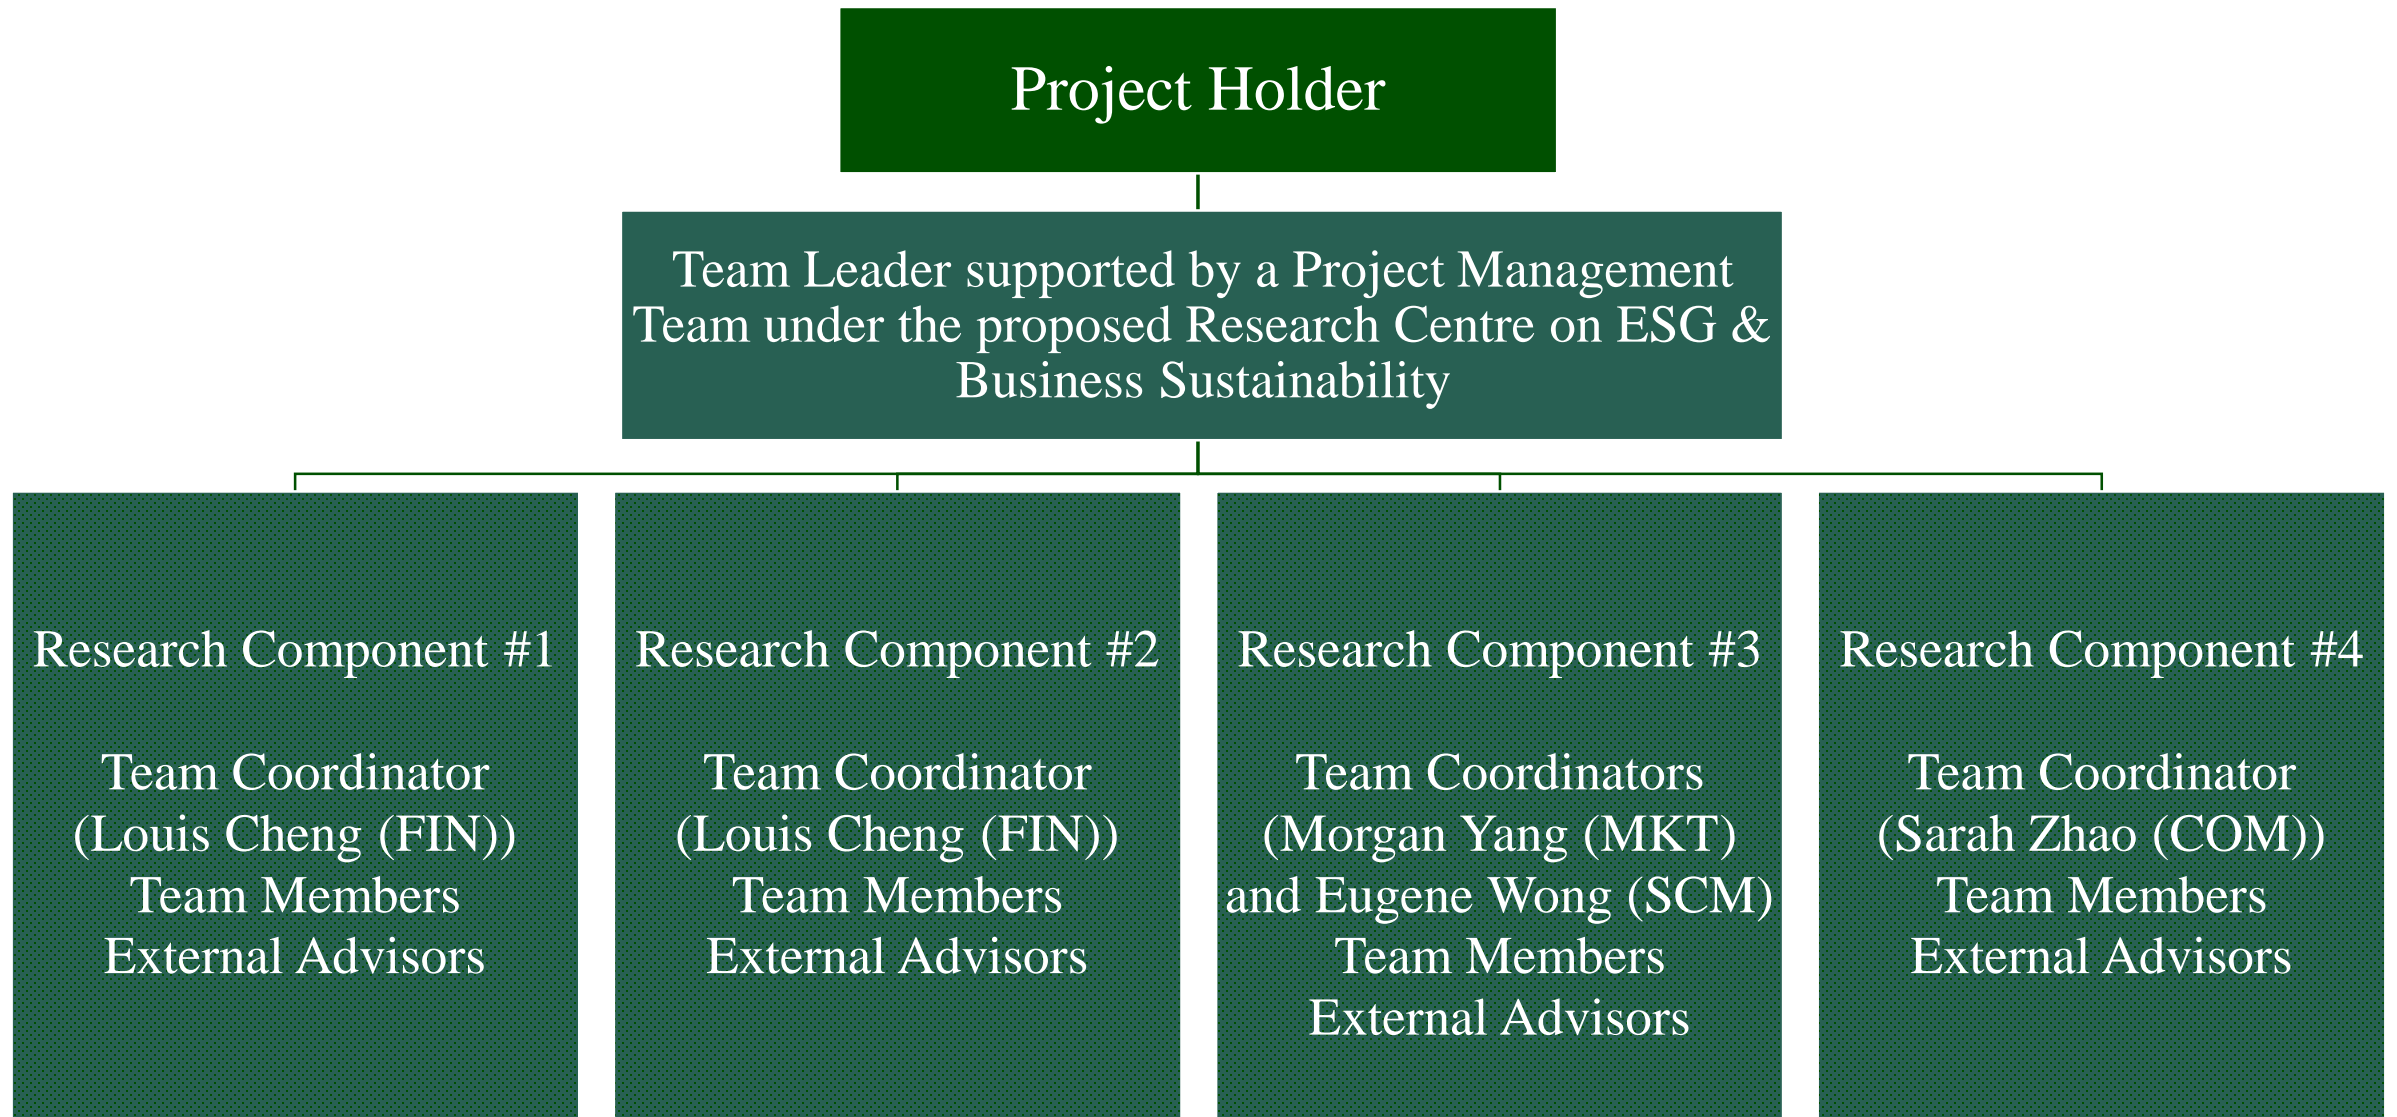 Project Holder
Team Leader supported by a Project Management
Team under the proposed Research Centre on ESG &
Business Sustainability
Research Component #1
Team Coordinator
(Louis Cheng (FIN))
Team Members
External Advisors
Research Component #2
Team Coordinator
(Louis Cheng (FIN))
Team Members
External Advisors
Research Component #3
Team Coordinators
(Morgan Yang (MKT)
and Eugene Wong (SCM)
Team Members
External Advisors
Research Component #4
Team Coordinator
(Sarah Zhao (COM))
Team Members
External Advisors